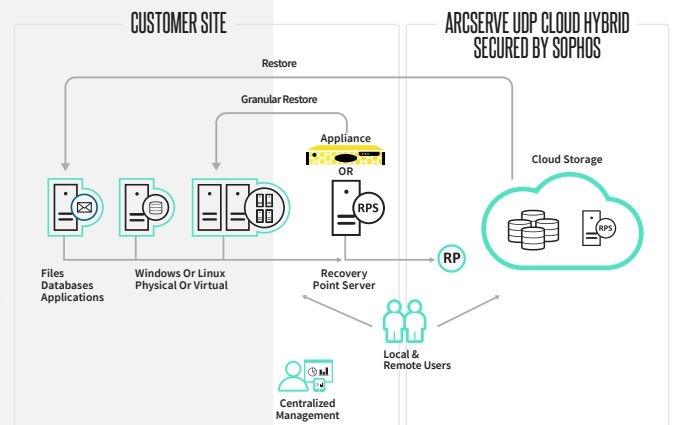 CUSTOMER SITE
ARCSERVE UDP CLOUD HYBRID
SECURED BY SOPHOS
Restore
Granular Restore
Appliance
OR
Cloud Storage
RPS
RPS
RP
Files
Databases
Applications
Windows Or Linux
Physical Or Virtual
Recovery
Point Server
Local &
Remote Users
Centralized
Management